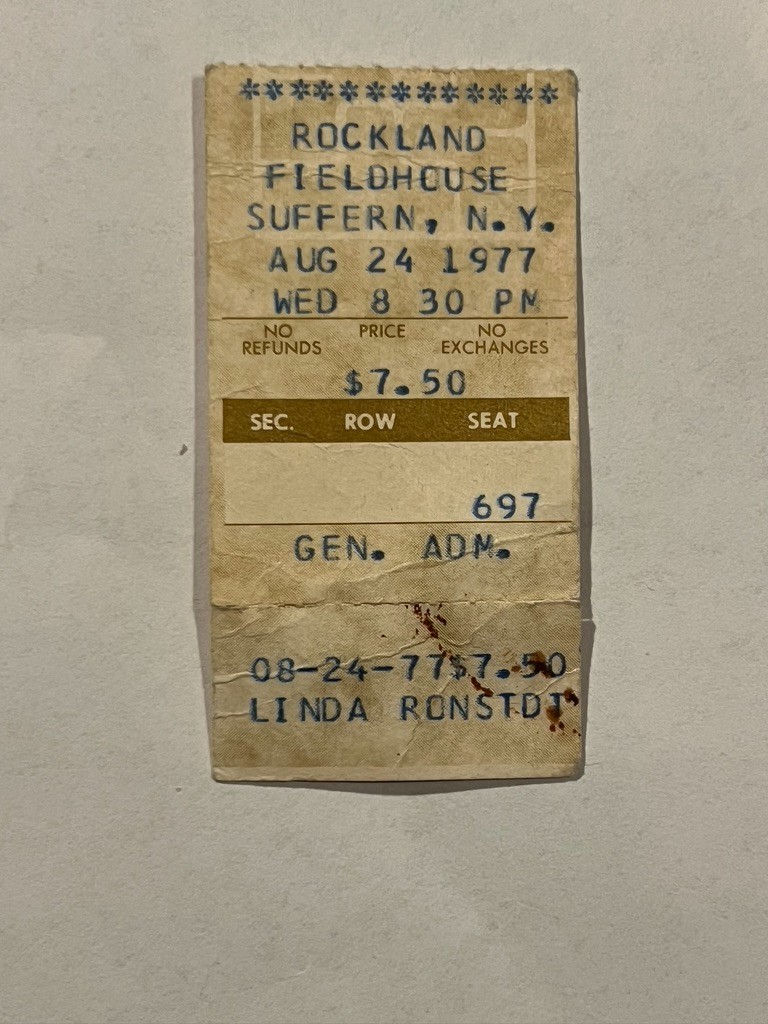 *************
ROCKLAND
FIELDHOUSE
SUFFERN, N.Y.
AUG 24 1977
WED 8 30 PM
NO REFUNDS PRICE NO EXCHANGES
$7.50
SEC. ROW SEAT
697
GEN. ADM.
08-24-77$7.50
LINDA RONSTDT